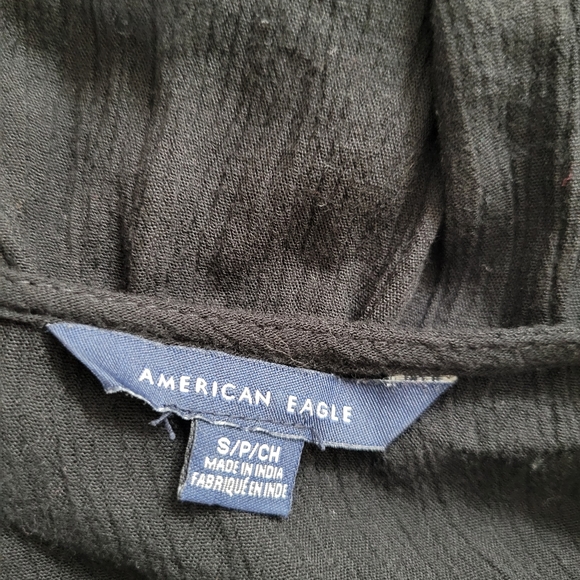 AMERICAN EAGLE
S/P/CH
MADE IN INDIA
FABRIQUÉ EN INDE